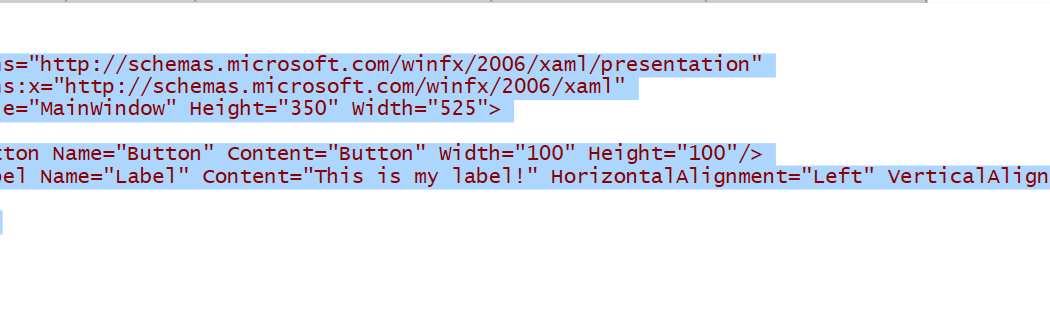 ns="http://schemas.microsoft.com/winfx/2006/xaml/presentation"
ns:x="http://schemas.microsoft.com/winfx/2006/xaml"
le="MainWindow" Height="350" Width="525">
tton Name="Button" Content="Button" Width="100" Height="100"/>
bel Name="Label" Content="This is my label!" HorizontalAlignment="Left" VerticalAlign